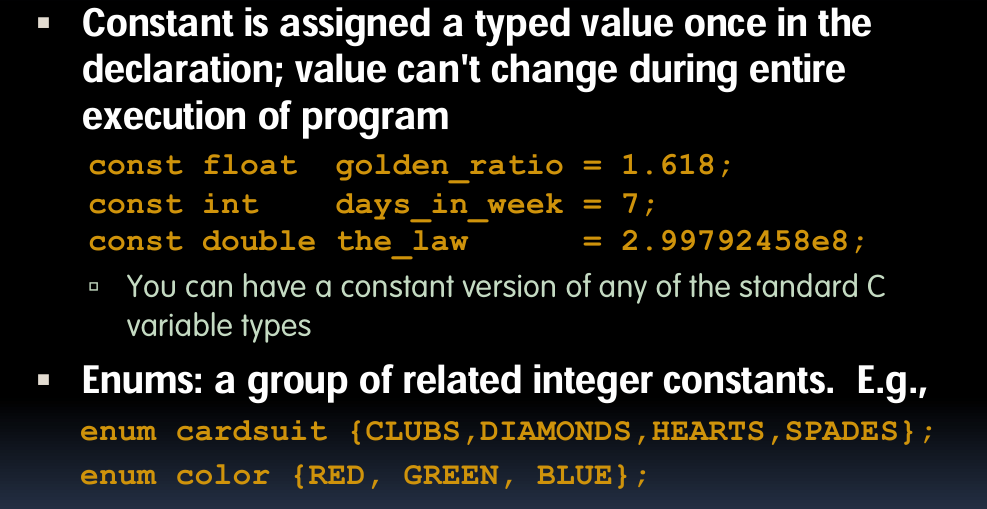 Constant is assigned a typed value once in the
declaration; value can't change during entire
execution of program
const float  golden_ratio = 1.618;
const int    days_in_week = 7;
const double the_law      = 2.99792458e8;
You can have a constant version of any of the standard C
variable types
Enums: a group of related integer constants.  E.g.,
enum cardsuit {CLUBS,DIAMONDS,HEARTS,SPADES};
enum color {RED, GREEN, BLUE};